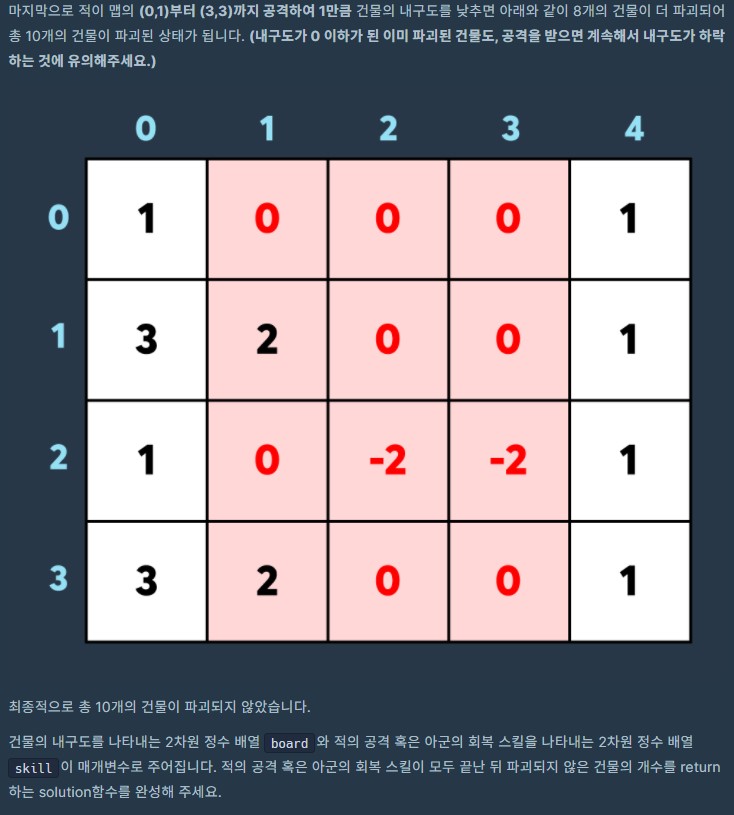 마지막으로 적이 맵의 (0,1)부터 (3,3)까지 공격하여 1만큼 건물의 내구도를 낮추면 아래와 같이 8개의 건물이 더 파괴되어
총 10개의 건물이 파괴된 상태가 됩니다. (내구도가 0 이하가 된 이미 파괴된 건물도, 공격을 받으면 계속해서 내구도가 하락
하는 것에 유의해주세요.)
0 1 2 3 4
0 1 0 0 0 1
1 3 2 0 0 1
2 1 0 -2 -2 1
3 3 2 0 0 1
최종적으로 총 10개의 건물이 파괴되지 않았습니다.
건물의 내구도를 나타내는 2차원 정수 배열 board 와 적의 공격 혹은 아군의 회복 스킬을 나타내는 2차원 정수 배열
skill 이 매개변수로 주어집니다. 적의 공격 혹은 아군의 회복 스킬이 모두 끝난 뒤 파괴되지 않은 건물의 개수를 return
하는 solution함수를 완성해 주세요.